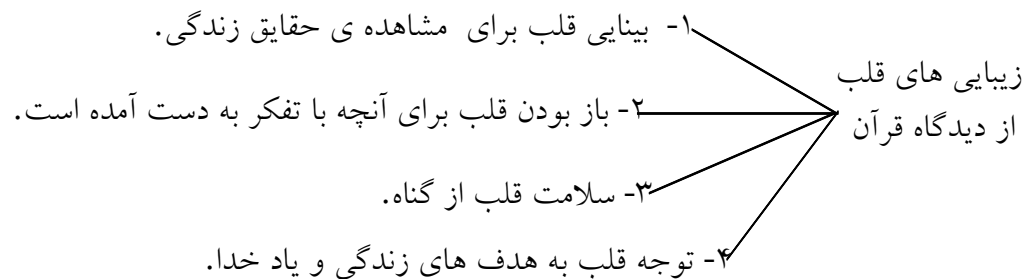 زیبایی های قلب
از دیدگاه قرآن
۱- بینایی قلب برای مشاهده ی حقایق زندگی.
۲- باز بودن قلب برای آنچه با تفکر به دست آمده است.
۳- سلامت قلب از گناه.
۴- توجه قلب به هدف های زندگی و یاد خدا.